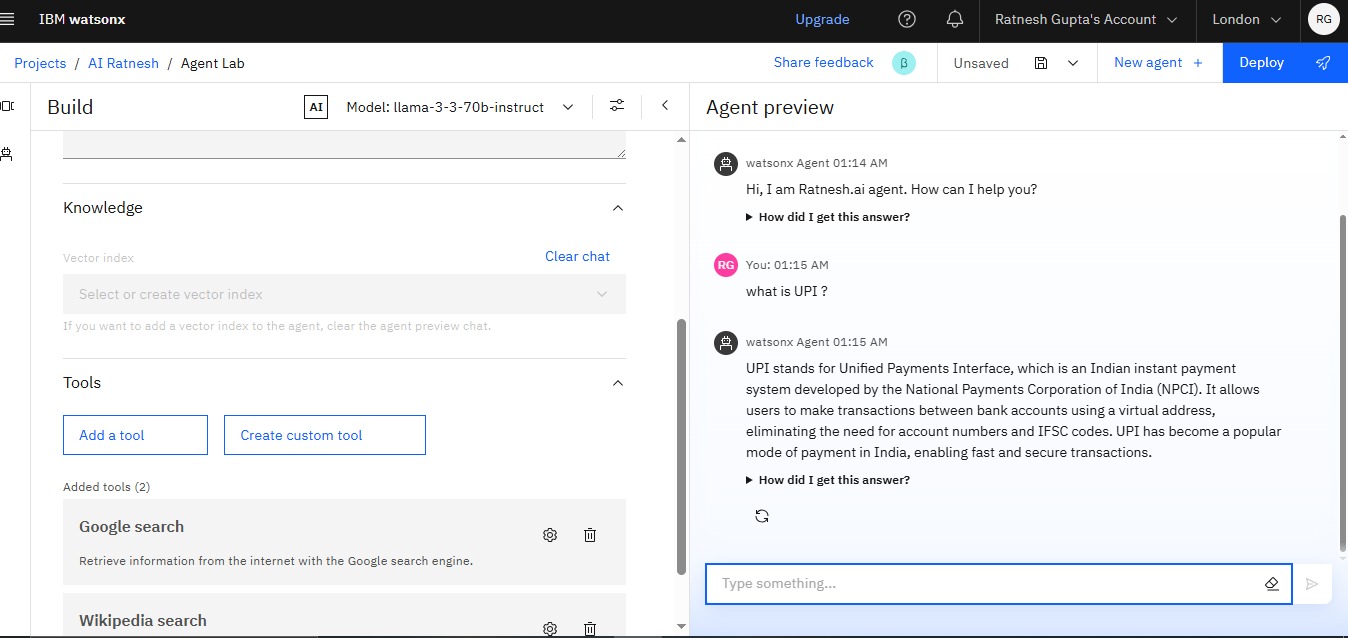 IBM watsonx
Upgrade
Ratnesh Gupta's Account
London
RG
Projects / AI Ratnesh / Agent Lab
Share feedback
β
Unsaved
New agent +
Deploy
Build
AI
Model: llama-3-3-70b-instruct
Agent preview
Knowledge
Vector index
Clear chat
Select or create vector index
If you want to add a vector index to the agent, clear the agent preview chat.
Tools
Add a tool
Create custom tool
Added tools (2)
Google search
Retrieve information from the internet with the Google search engine.
Wikipedia search
watsonx Agent 01:14 AM
Hi, I am Ratnesh.ai agent. How can I help you?
How did I get this answer?
RG
You: 01:15 AM
what is UPI ?
watsonx Agent 01:15 AM
UPI stands for Unified Payments Interface, which is an Indian instant payment
system developed by the National Payments Corporation of India (NPCI). It allows
users to make transactions between bank accounts using a virtual address,
eliminating the need for account numbers and IFSC codes. UPI has become a popular
mode of payment in India, enabling fast and secure transactions.
How did I get this answer?
Type something...